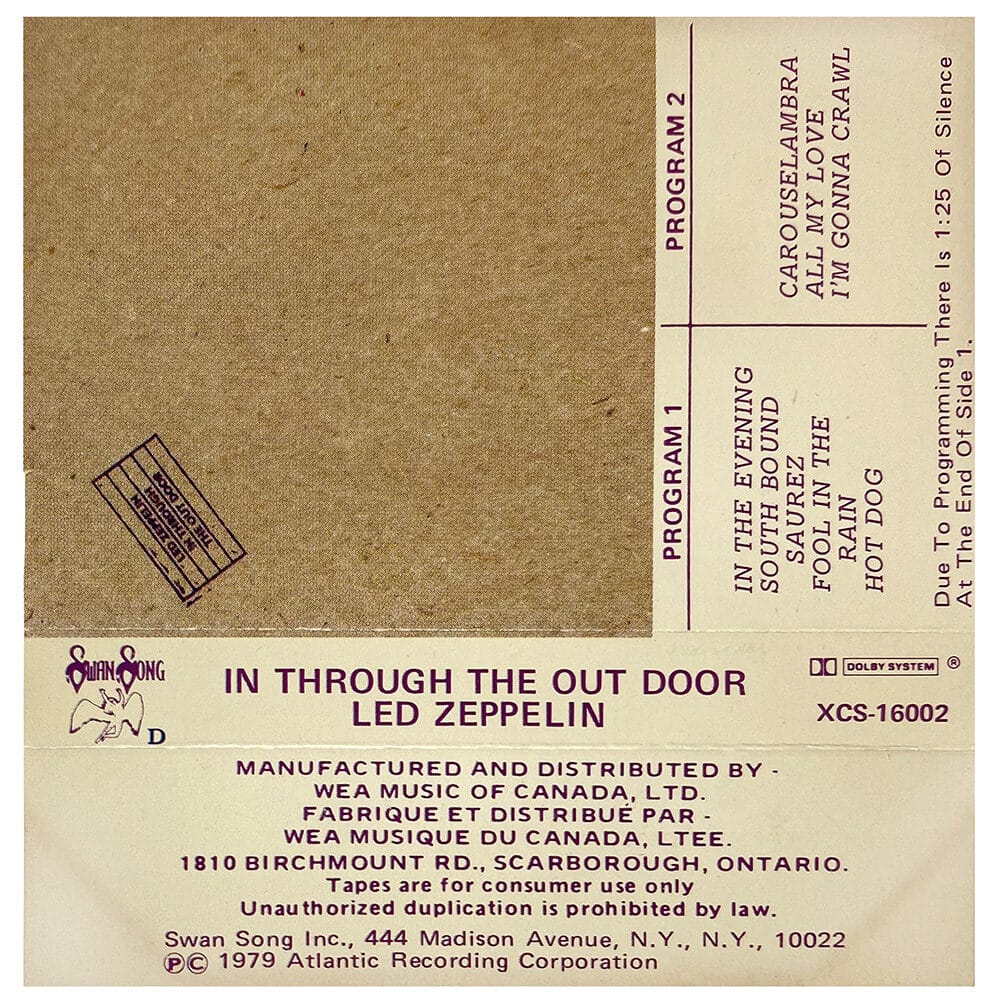 LED ZEPPELIN
IN THROUGH
THE OUT DOOR
PROGRAM 1
IN THE EVENING
SOUTH BOUND
SAUREZ
FOOL IN THE
RAIN
HOT DOG
PROGRAM 2
CAROUSELAMBRA
ALL MY LOVE
I'M GONNA CRAWL
Due To Programming There Is 1:25 Of Silence
At The End Of Side 1.
SWAN SONG
D
IN THROUGH THE OUT DOOR
LED ZEPPELIN
DOLBY SYSTEM ®
XCS-16002
MANUFACTURED AND DISTRIBUTED BY -
WEA MUSIC OF CANADA, LTD.
FABRIQUE ET DISTRIBUÉ PAR -
WEA MUSIQUE DU CANADA, LTEE.
1810 BIRCHMOUNT RD., SCARBOROUGH, ONTARIO.
Tapes are for consumer use only
Unauthorized duplication is prohibited by law.
Swan Song Inc., 444 Madison Avenue, N.Y., N.Y., 10022
℗© 1979 Atlantic Recording Corporation